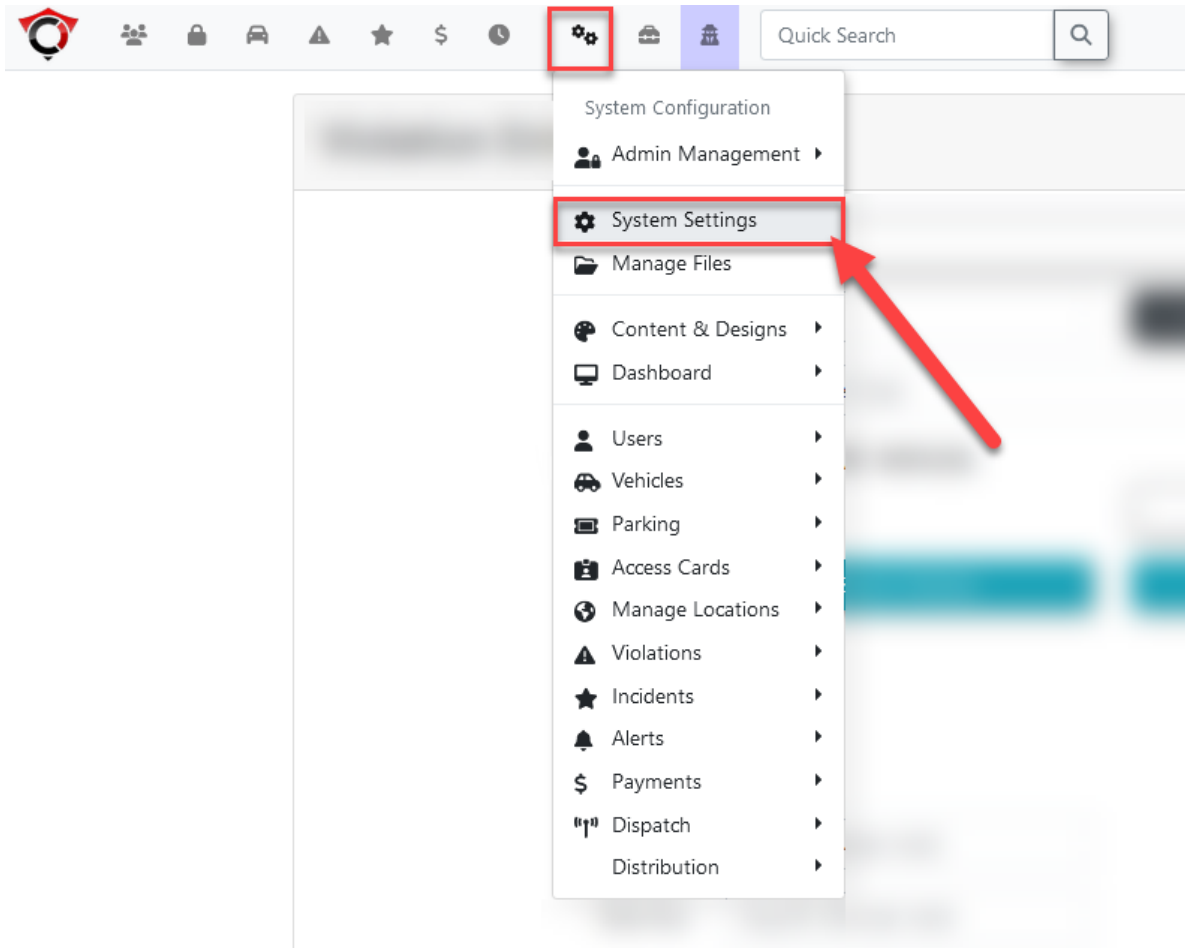 Quick Search
System Configuration
Admin Management
System Settings
Manage Files
Content & Designs
Dashboard
Users
Vehicles
Parking
Access Cards
Manage Locations
Violations
Incidents
Alerts
Payments
Dispatch
Distribution